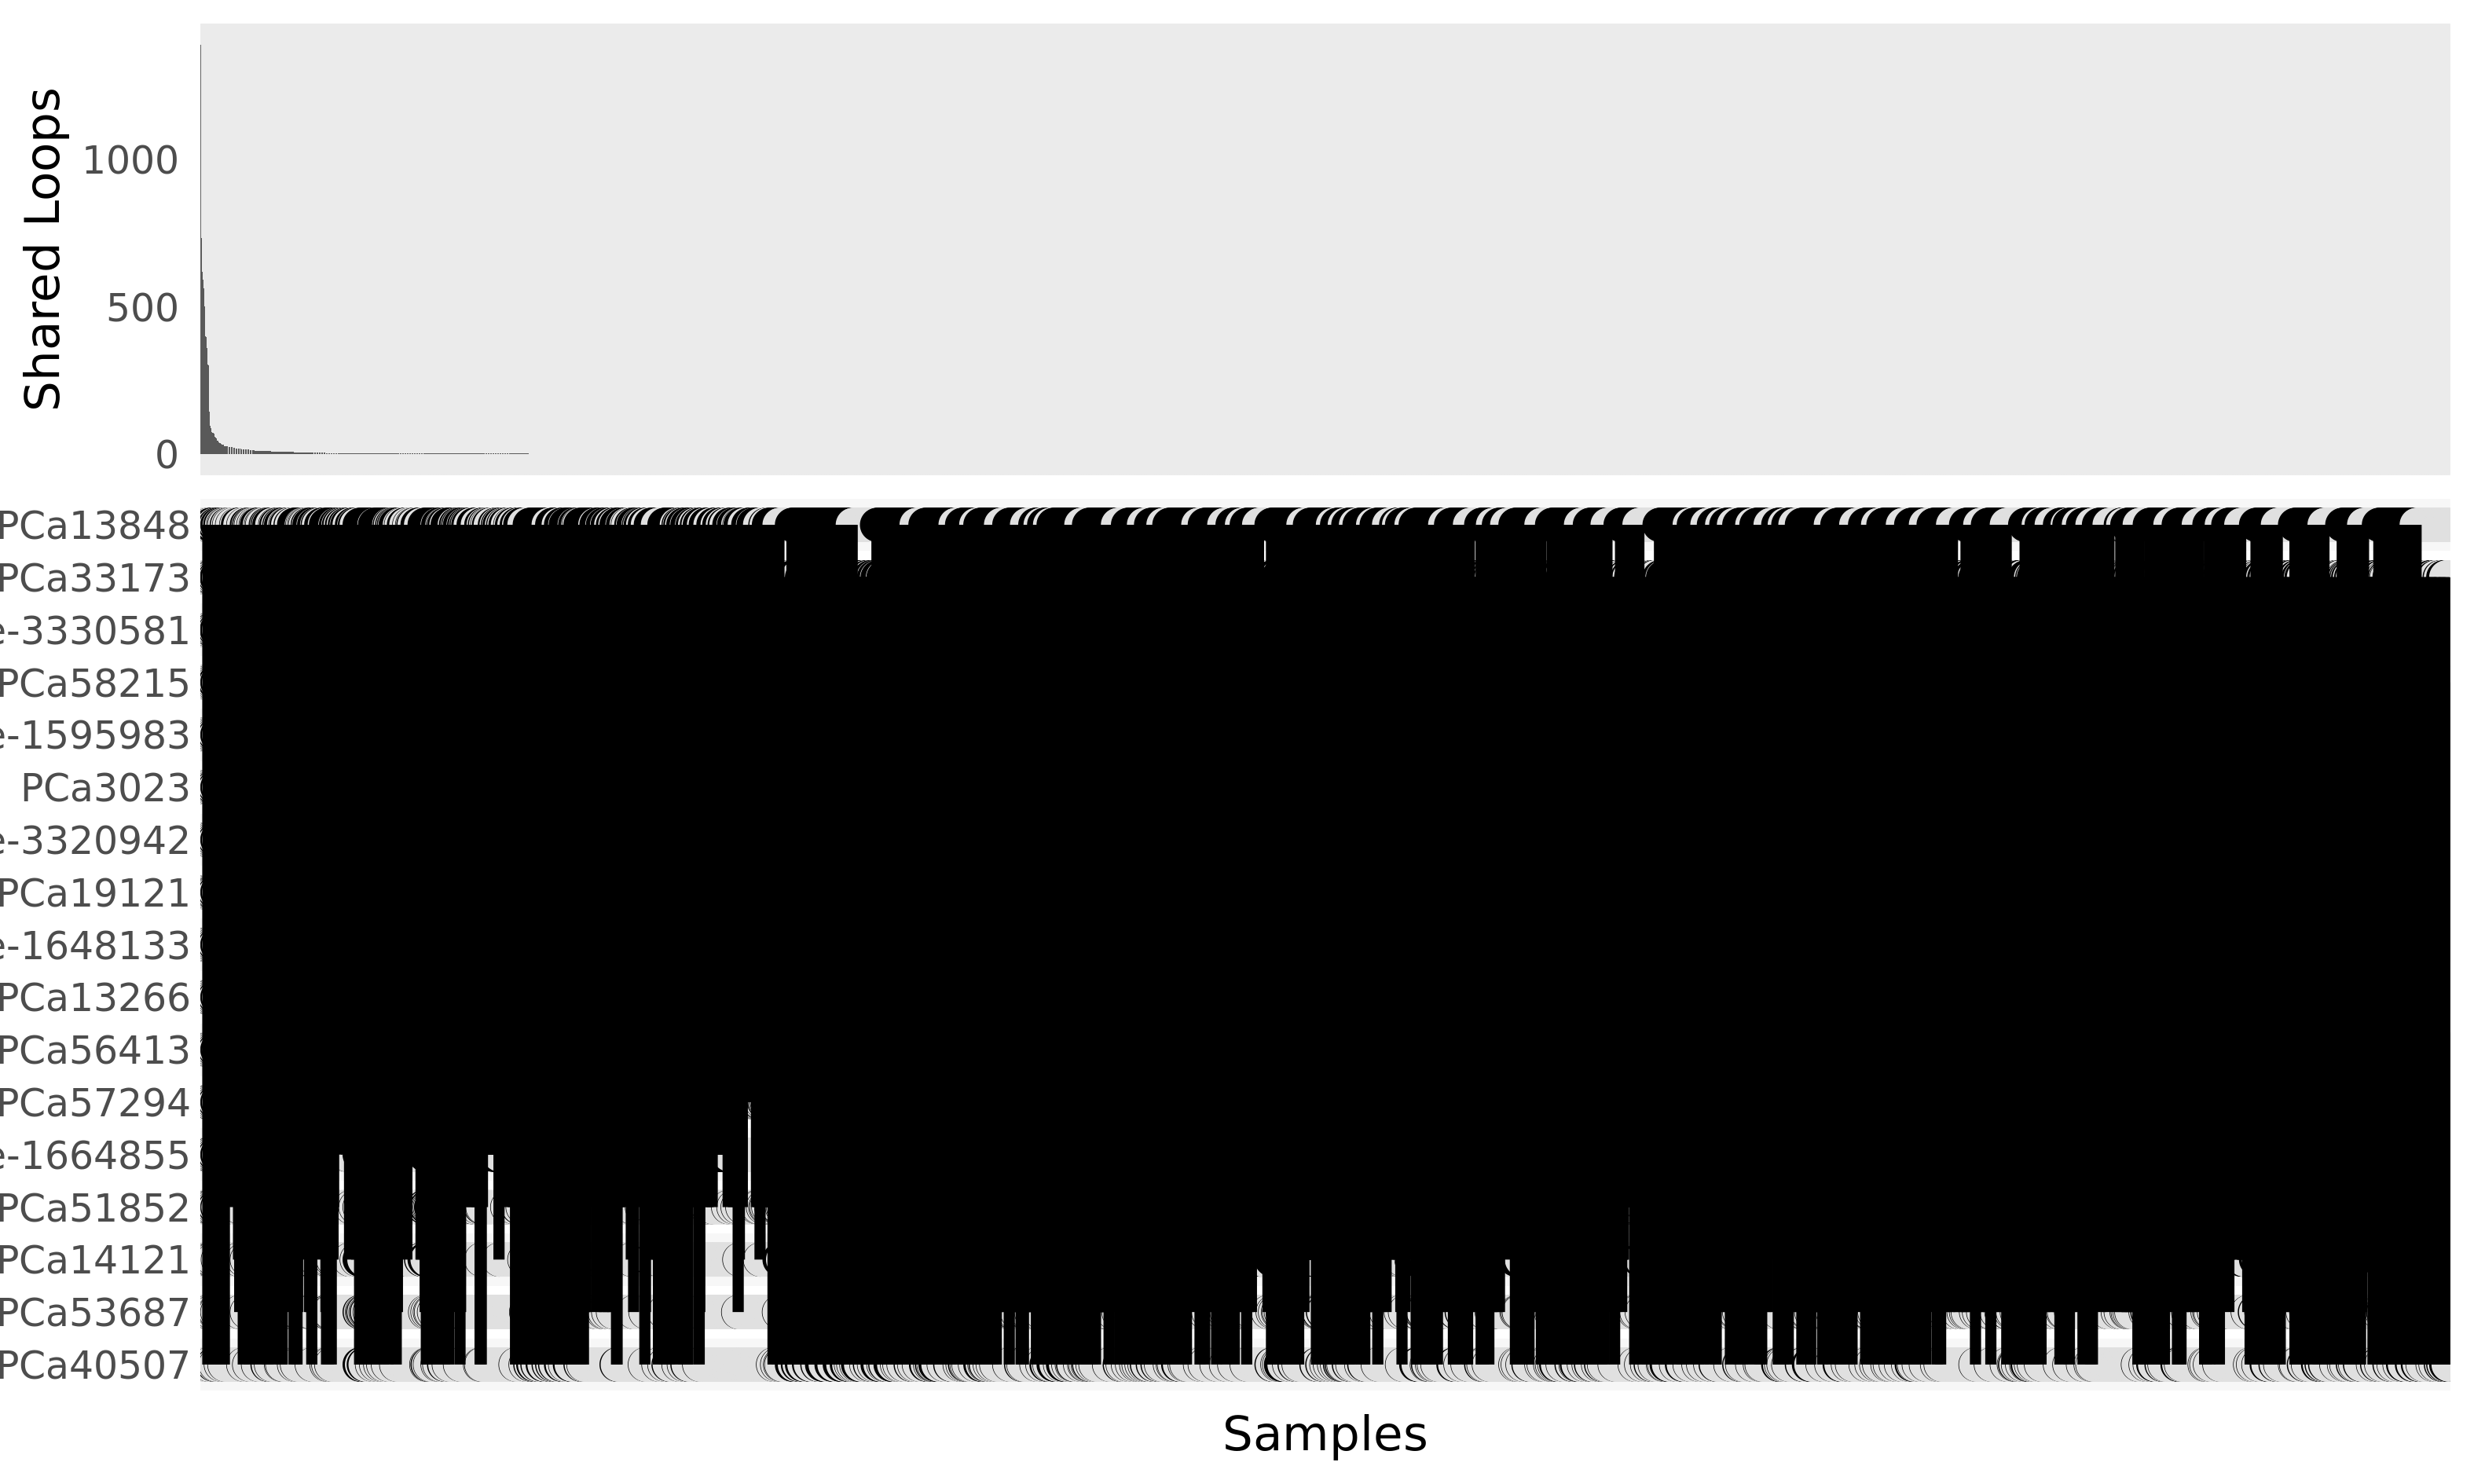 Shared Loops
1000
500
0
PCa13848
PCa33173
e-3330581
PCa58215
e-1595983
PCa3023
e-3320942
PCa19121
e-1648133
PCa13266
PCa56413
PCa57294
e-1664855
PCa51852
PCa14121
PCa53687
PCa40507
Samples